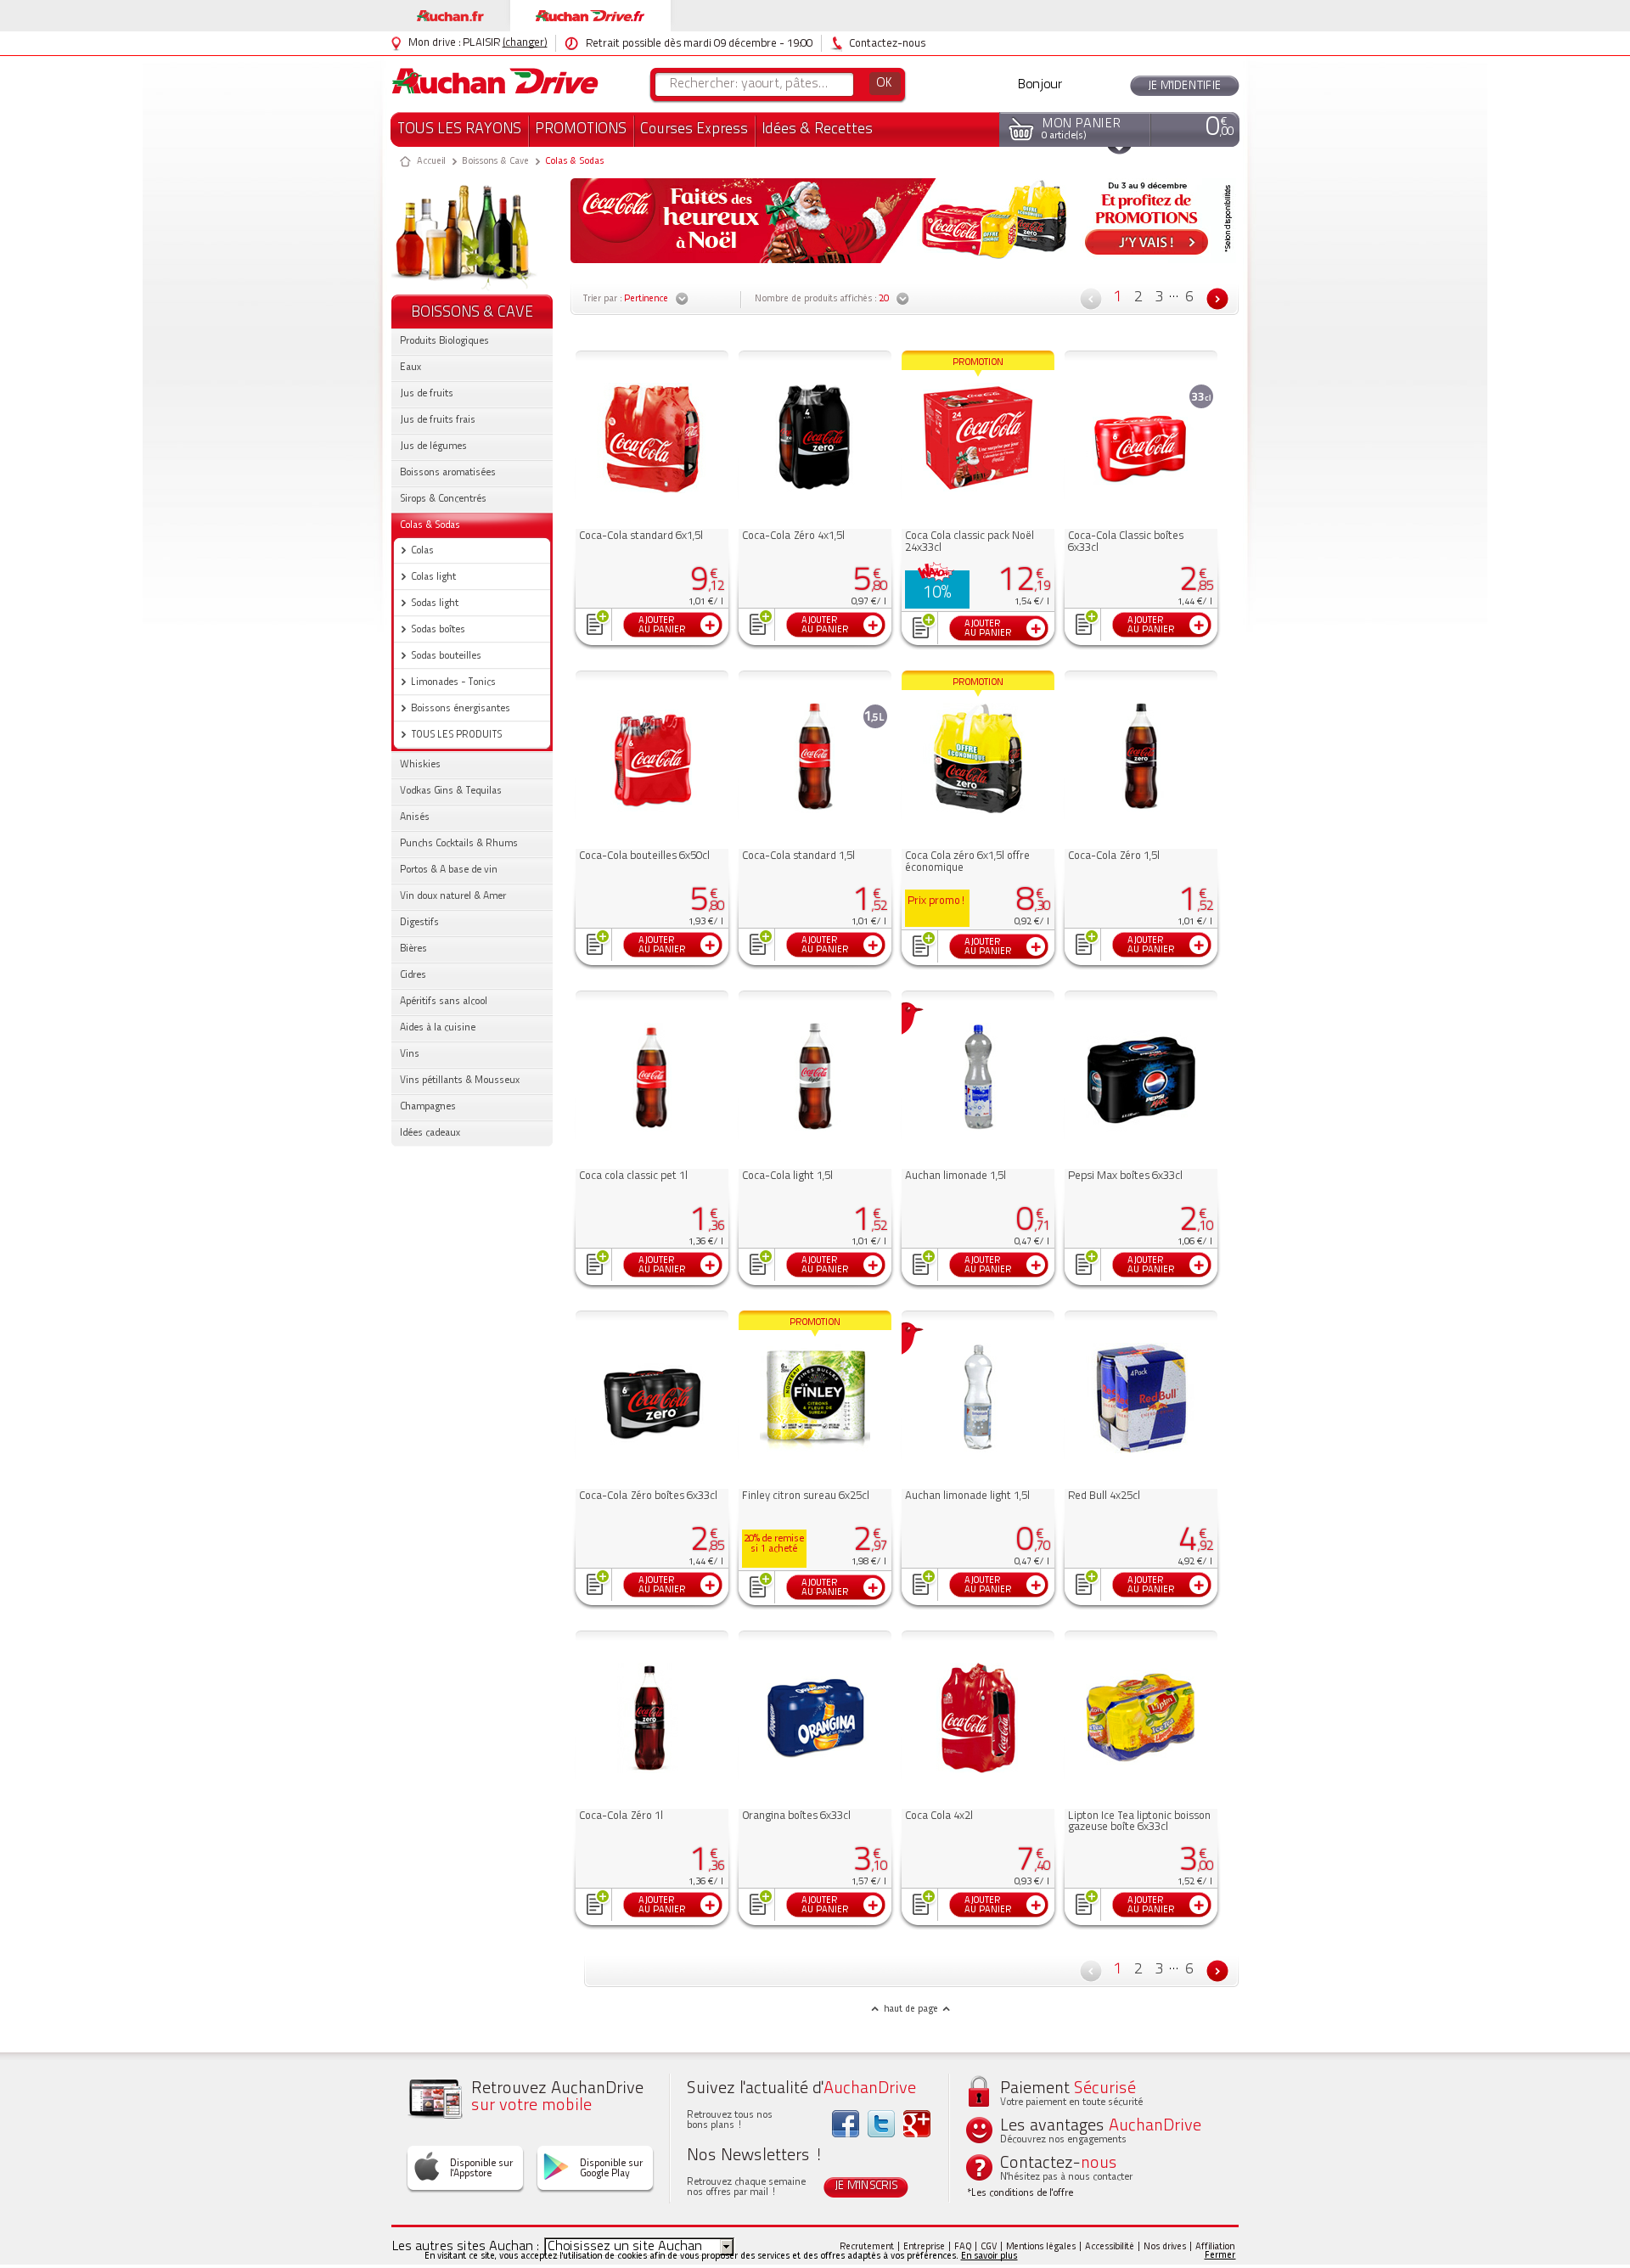 Auchan.fr
Auchan Drive.fr
Mon drive : PLAISIR (changer)
Retrait possible dès mardi 09 décembre - 19:00
Contactez-nous
Auchan Drive
Rechercher: yaourt, pâtes...
OK
Bonjour
JE M'IDENTIFIE
TOUS LES RAYONS
PROMOTIONS
Courses Express
Idées & Recettes
MON PANIER
0 article(s)
0€,00
Accueil > Boissons & Cave > Colas & Sodas
Coca-Cola
Faites des
heureux
à Noël
Du 3 au 9 décembre
Et profitez de
PROMOTIONS
J'Y VAIS !
*Selon disponibilités
BOISSONS & CAVE
Produits Biologiques
Eaux
Jus de fruits
Jus de fruits frais
Jus de légumes
Boissons aromatisées
Sirops & Concentrés
Colas & Sodas
Colas
Colas light
Sodas light
Sodas boîtes
Sodas bouteilles
Limonades - Tonics
Boissons énergisantes
TOUS LES PRODUITS
Whiskies
Vodkas Gins & Tequilas
Anisés
Punchs Cocktails & Rhums
Portos & A base de vin
Vin doux naturel & Amer
Digestifs
Bières
Cidres
Apéritifs sans alcool
Aides à la cuisine
Vins
Vins pétillants & Mousseux
Champagnes
Idées cadeaux
Trier par : Pertinence
Nombre de produits affichés : 20
1 2 3 ... 6
Coca-Cola standard 6x1,5l
9€,12
1,01 €/ l
AJOUTER
AU PANIER
Coca-Cola Zéro 4x1,5l
5€,80
0,97 €/ l
AJOUTER
AU PANIER
PROMOTION
Coca Cola classic pack Noël
24x33cl
WAAOH!
10%
12€,19
1,54 €/ l
AJOUTER
AU PANIER
33cl
Coca-Cola Classic boîtes
6x33cl
2€,85
1,44 €/ l
AJOUTER
AU PANIER
Coca-Cola bouteilles 6x50cl
5€,80
1,93 €/ l
AJOUTER
AU PANIER
1,5L
Coca-Cola standard 1,5l
1€,52
1,01 €/ l
AJOUTER
AU PANIER
PROMOTION
OFFRE
ÉCONOMIQUE
Coca Cola zéro 6x1,5l offre
économique
Prix promo !
8€,30
0,92 €/ l
AJOUTER
AU PANIER
Coca-Cola Zéro 1,5l
1€,52
1,01 €/ l
AJOUTER
AU PANIER
Coca cola classic pet 1l
1€,36
1,36 €/ l
AJOUTER
AU PANIER
Coca-Cola light 1,5l
1€,52
1,01 €/ l
AJOUTER
AU PANIER
Auchan limonade 1,5l
0€,71
0,47 €/ l
AJOUTER
AU PANIER
Pepsi Max boîtes 6x33cl
2€,10
1,06 €/ l
AJOUTER
AU PANIER
Coca-Cola Zéro boîtes 6x33cl
2€,85
1,44 €/ l
AJOUTER
AU PANIER
PROMOTION
FINLEY
Finley citron sureau 6x25cl
20% de remise
si 1 acheté
2€,97
1,98 €/ l
AJOUTER
AU PANIER
Auchan limonade light 1,5l
0€,70
0,47 €/ l
AJOUTER
AU PANIER
4Pack
RedBull
Red Bull 4x25cl
4€,92
4,92 €/ l
AJOUTER
AU PANIER
Coca-Cola Zéro 1l
1€,36
1,36 €/ l
AJOUTER
AU PANIER
ORANGINA
Orangina boîtes 6x33cl
3€,10
1,57 €/ l
AJOUTER
AU PANIER
Coca Cola 4x2l
7€,40
0,93 €/ l
AJOUTER
AU PANIER
Lipton Ice Tea liptonic boisson
gazeuse boîte 6x33cl
3€,00
1,52 €/ l
AJOUTER
AU PANIER
1 2 3 ... 6
haut de page
Retrouvez AuchanDrive
sur votre mobile
Disponible sur
l'Appstore
Disponible sur
Google Play
Suivez l'actualité d'AuchanDrive
Retrouvez tous nos
bons plans !
Nos Newsletters !
Retrouvez chaque semaine
nos offres par mail !
JE M'INSCRIS
Paiement Sécurisé
Votre paiement en toute sécurité
Les avantages AuchanDrive
Découvrez nos engagements
Contactez-nous
N'hésitez pas à nous contacter
*Les conditions de l'offre
Les autres sites Auchan : Choisissez un site Auchan
Recrutement | Entreprise | FAQ | CGV | Mentions légales | Accessibilité | Nos drives | Affiliation
En visitant ce site, vous acceptez l'utilisation de cookies afin de vous proposer des services et des offres adaptés à vos préférences. En savoir plus
Fermer